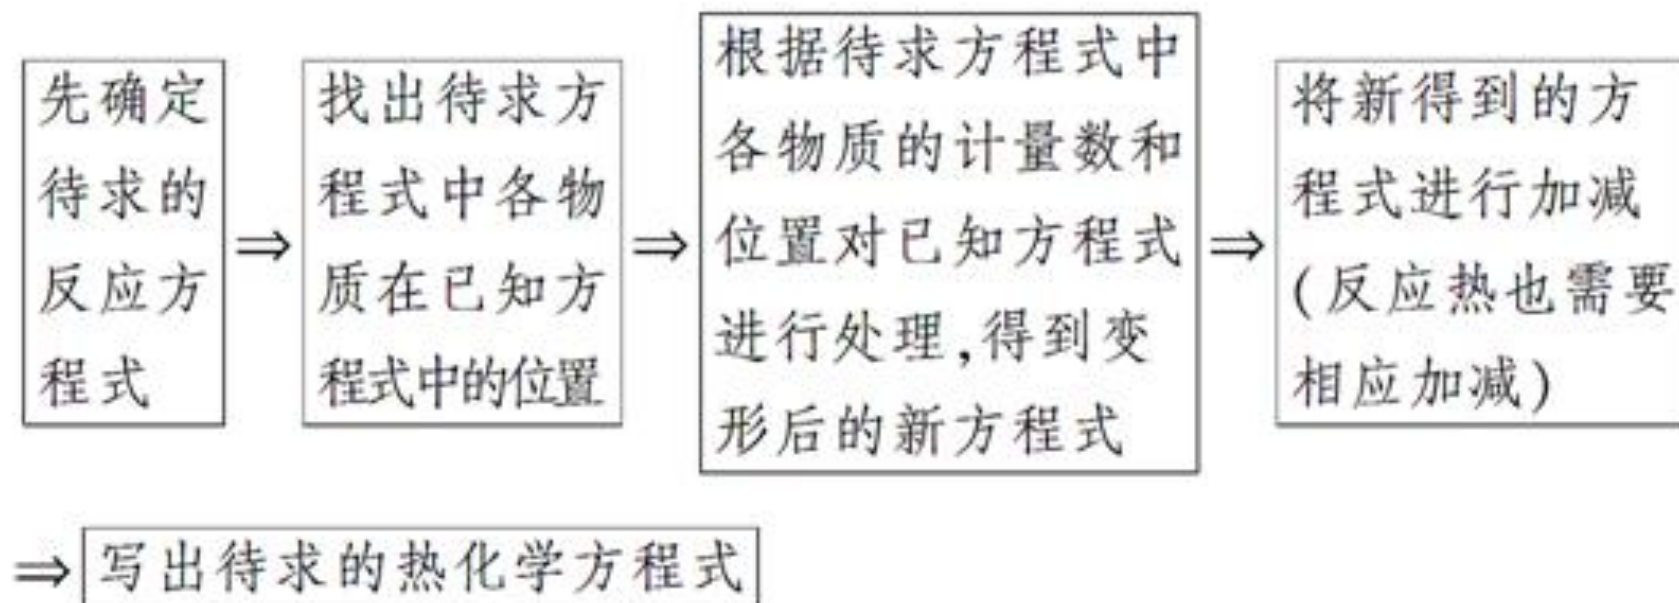 先确定
待求的
反应方
程式
⇒
找出待求方
程式中各物
质在已知方
程式中的位置
⇒
根据待求方程式中
各物质的计量数和
位置对已知方程式
进行处理,得到变
形后的新方程式
⇒
将新得到的方
程式进行加减
(反应热也需要
相应加减)
⇒写出待求的热化学方程式